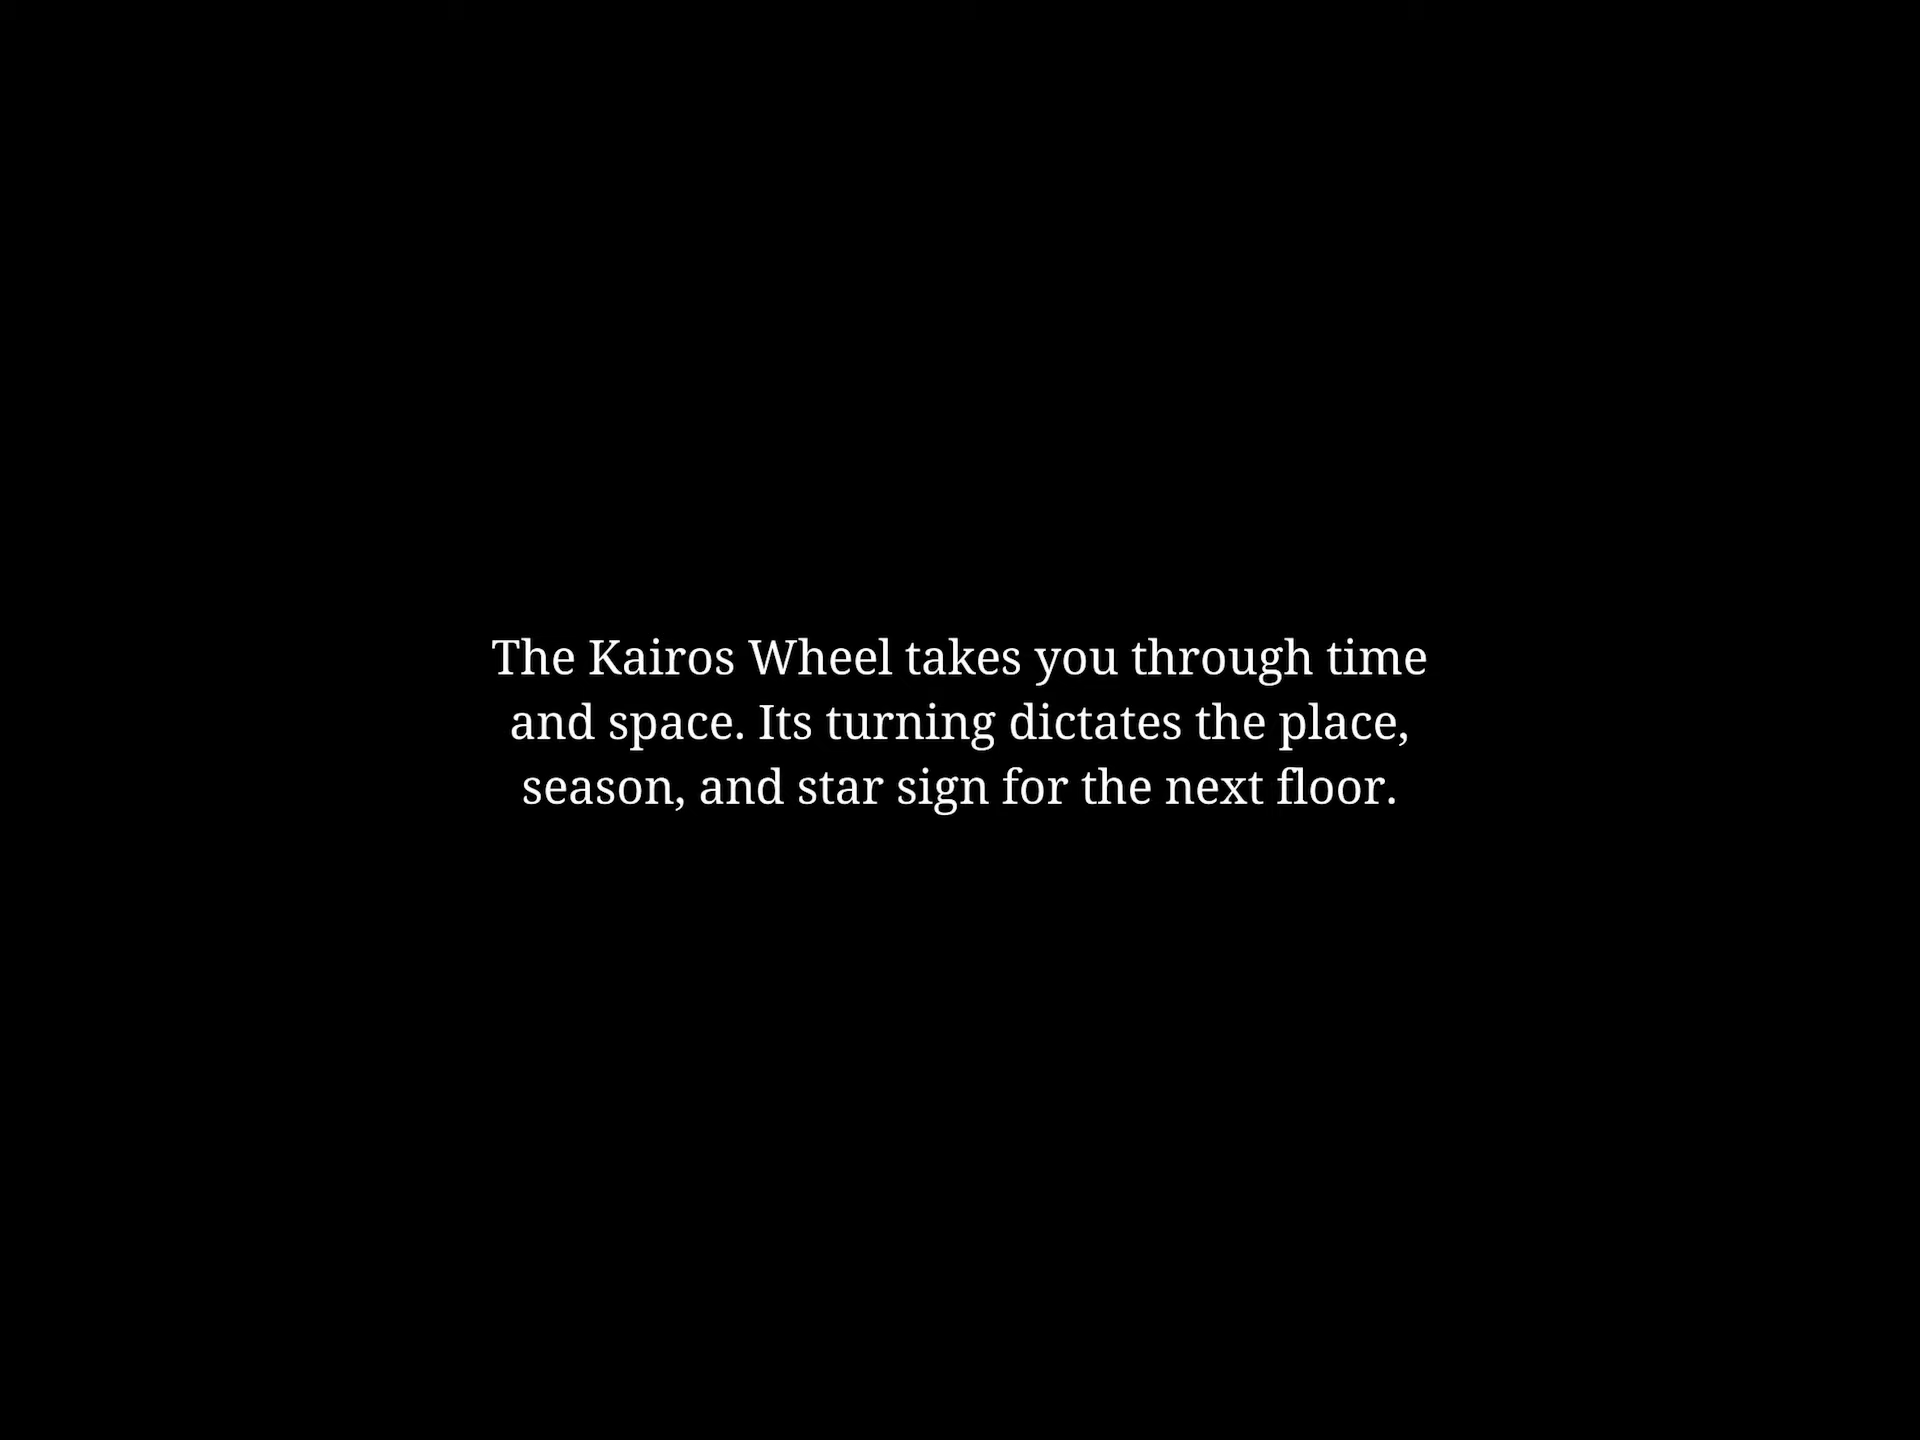 The Kairos Wheel takes you through time
and space. Its turning dictates the place,
season, and star sign for the next floor.